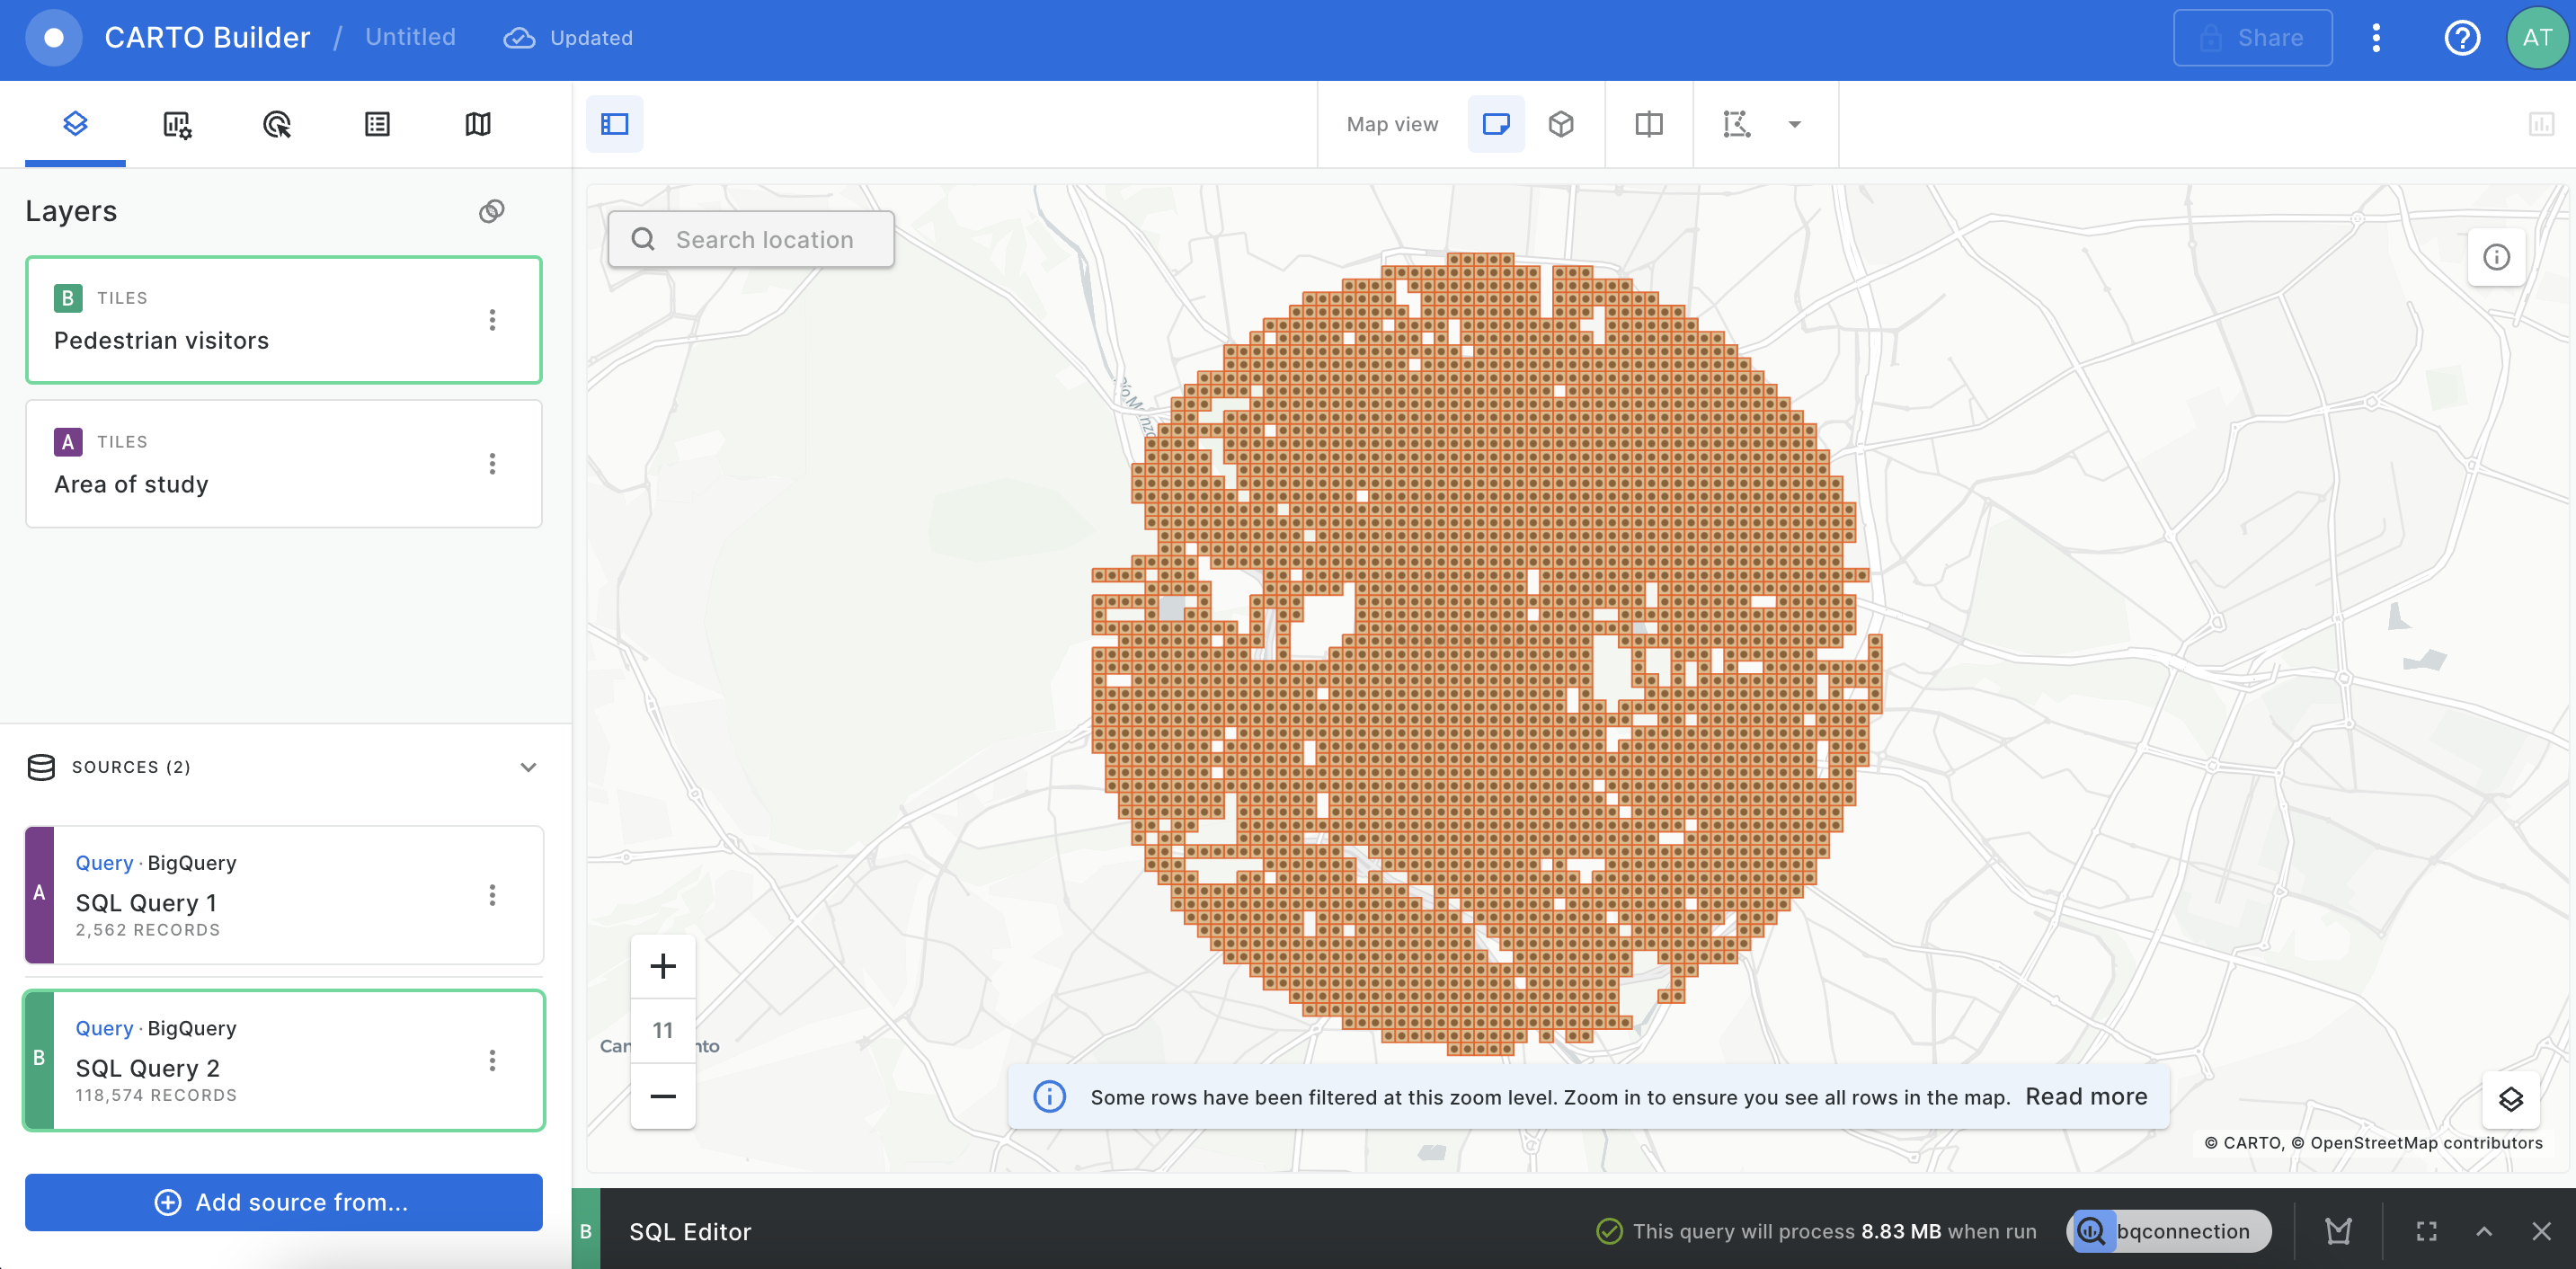 CARTO Builder / Untitled Updated Share AT
Map view
Layers
Search location
B TILES
Pedestrian visitors
A TILES
Area of study
SOURCES (2)
A
Query · BigQuery
SQL Query 1
2,562 RECORDS
B
Query · BigQuery
SQL Query 2
118,574 RECORDS
Add source from...
11
Some rows have been filtered at this zoom level. Zoom in to ensure you see all rows in the map. Read more
© CARTO, © OpenStreetMap contributors
B SQL Editor This query will process 8.83 MB when run bqconnection